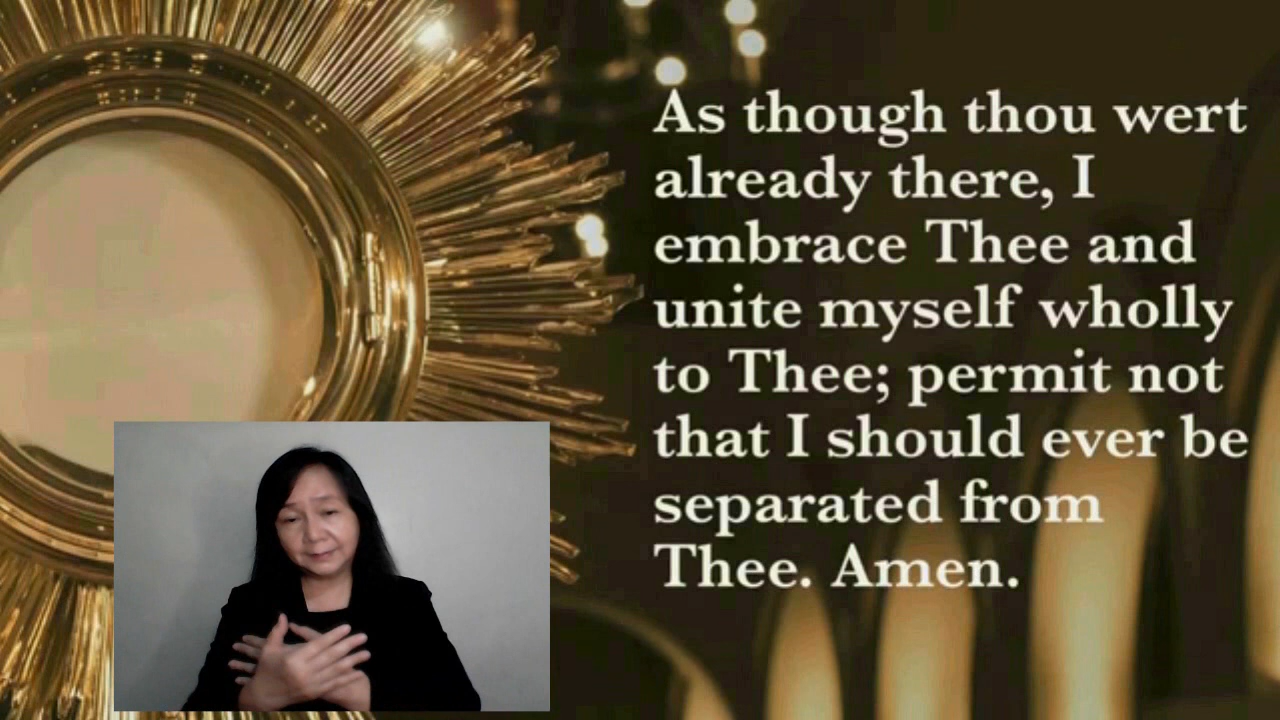 As though thou wert
already there, I
embrace Thee and
unite myself wholly
to Thee; permit not
that I should ever be
separated from
Thee. Amen.